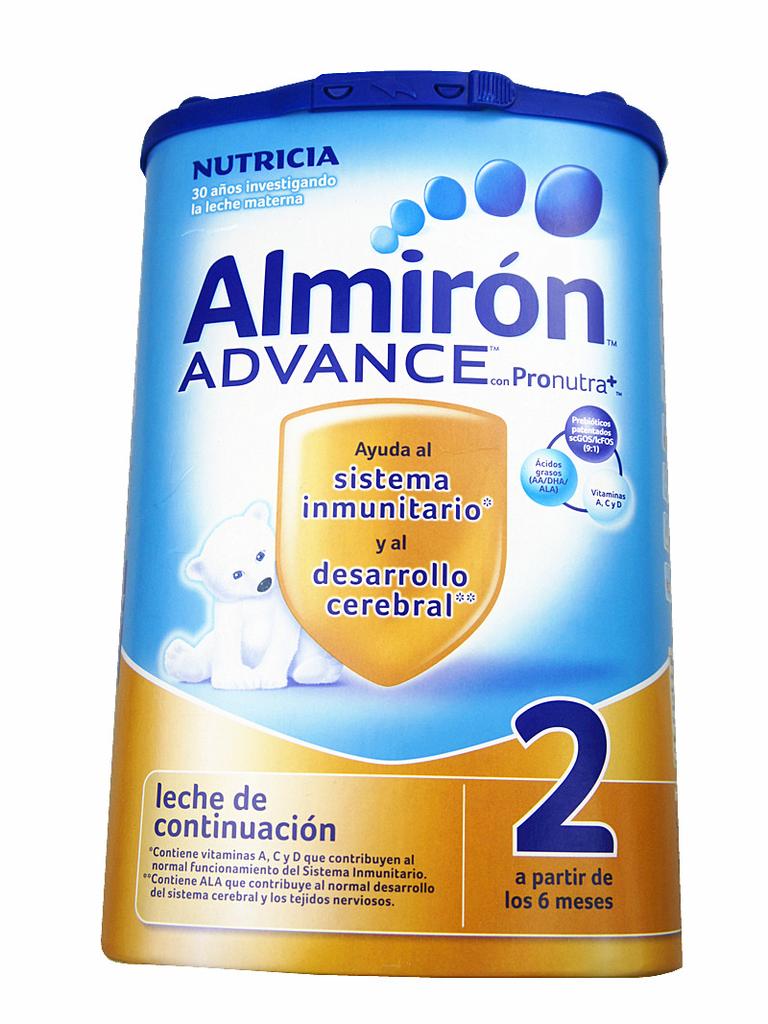 NUTRICIA
30 años investigando
la leche materna
Almirón™
ADVANCE™ con Pronutra+™
Ayuda al
sistema
inmunitario*
y al
desarrollo
cerebral**
Prebióticos
patentados
scGOS/lcFOS
(9:1)
Ácidos
grasos
(AA/DHA/
ALA)
Vitaminas
A, C y D
leche de
continuación
*Contiene vitaminas A, C y D que contribuyen al
normal funcionamiento del Sistema Inmunitario.
**Contiene ALA que contribuye al normal desarrollo
del sistema cerebral y los tejidos nerviosos.
2
a partir de
los 6 meses